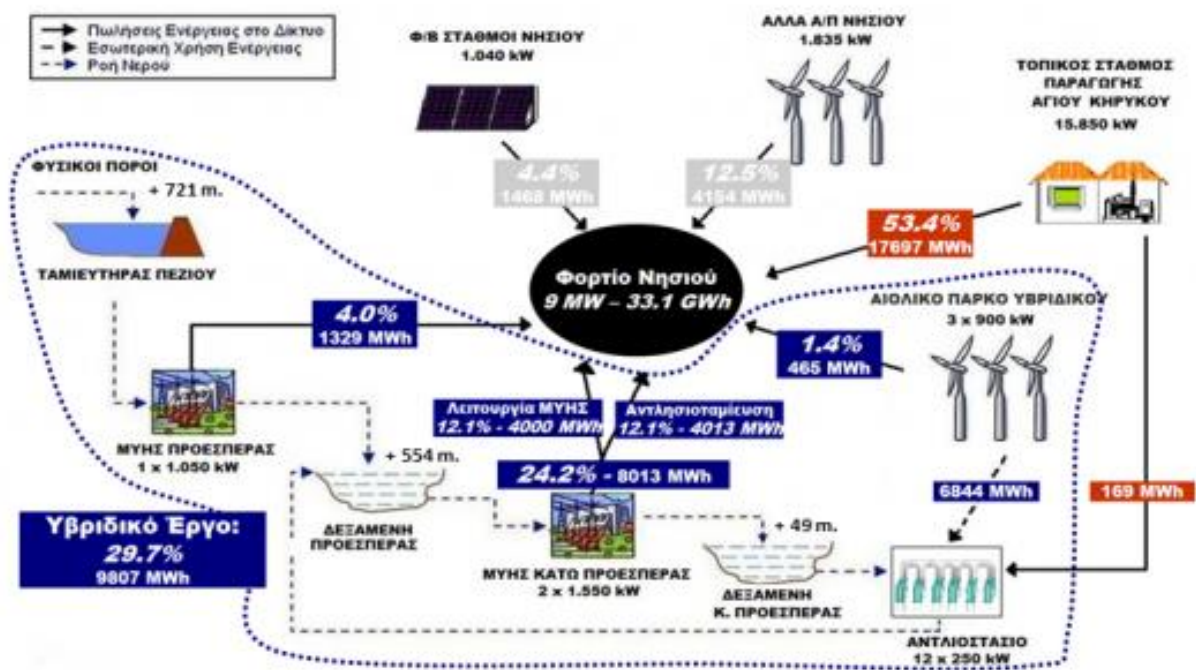 Πωλήσεις Ενέργειας στο Δίκτυο
Εσωτερική Χρήση Ενέργειας
Ροή Νερού
Φ/Β ΣΤΑΘΜΟΙ ΝΗΣΙΟΥ
1.040 kW
ΑΛΛΑ Α/Π ΝΗΣΙΟΥ
1.835 kW
ΤΟΠΙΚΟΣ ΣΤΑΘΜΟΣ
ΠΑΡΑΓΩΓΗΣ
ΑΓΙΟΥ ΚΗΡΥΚΟΥ
15.850 kW
4.4%
1468 MWh
12.5%
4154 MWh
53.4%
17697 MWh
ΦΥΣΙΚΟΙ ΠΟΡΟΙ
+ 721 m.
ΤΑΜΙΕΥΤΗΡΑΣ ΠΕΖΙΟΥ
Φορτίο Νησιού
9 MW – 33.1 GWh
4.0%
1329 MWh
ΑΙΟΛΙΚΟ ΠΑΡΚΟ ΥΒΡΙΔΙΚΟΥ
3 x 900 kW
1.4%
465 MWh
ΜΥΗΣ ΠΡΟΕΣΠΕΡΑΣ
1 x 1.050 kW
Λειτουργία ΜΥΗΣ
12.1% - 4000 MWh
Αντλησιοταμίευση
12.1% - 4013 MWh
24.2% - 8013 MWh
+ 554 m.
ΔΕΞΑΜΕΝΗ
ΠΡΟΕΣΠΕΡΑΣ
6844 MWh
169 MWh
Υβριδικό Έργο:
29.7%
9807 MWh
ΜΥΗΣ ΚΑΤΩ ΠΡΟΕΣΠΕΡΑΣ
2 x 1.550 kW
+ 49 m.
ΔΕΞΑΜΕΝΗ
Κ. ΠΡΟΕΣΠΕΡΑΣ
ΑΝΤΛΙΟΣΤΑΣΙΟ
12 x 250 kW